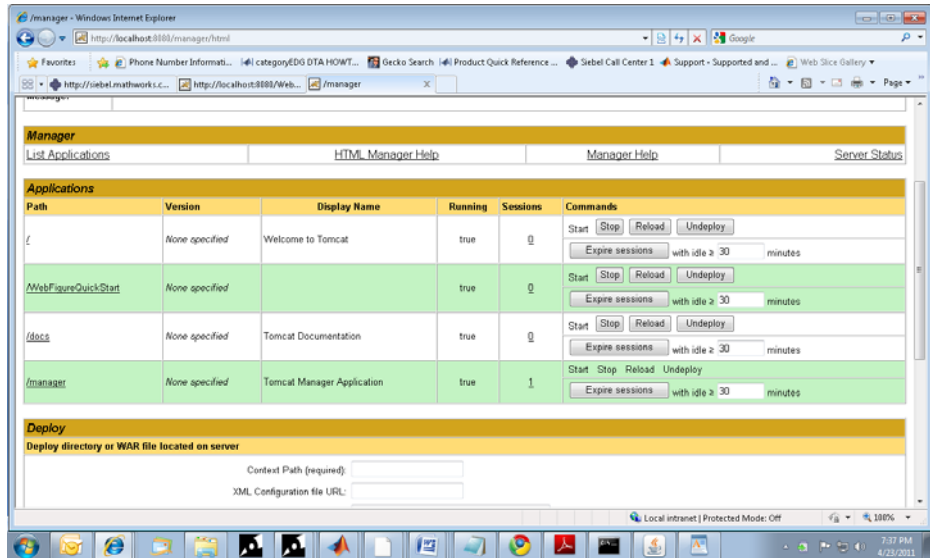 /manager - Windows Internet Explorer
http://localhost:8080/manager/html
Google
Favorites Phone Number Informati... categoryEDG DTA HOWT... Gecko Search Product Quick Reference ... Siebel Call Center 1 Support - Supported and ... Web Slice Gallery
http://siebel.mathworks.c... http://localhost:8080/Web... /manager x Page
Message:
Manager
List Applications HTML Manager Help Manager Help Server Status
Applications
Path Version Display Name Running Sessions Commands
/ None specified Welcome to Tomcat true 0 Start Stop Reload Undeploy
Expire sessions with idle ≥ 30 minutes
/WebFigureQuickStart None specified true 0 Start Stop Reload Undeploy
Expire sessions with idle ≥ 30 minutes
/docs None specified Tomcat Documentation true 0 Start Stop Reload Undeploy
Expire sessions with idle ≥ 30 minutes
/manager None specified Tomcat Manager Application true 1 Start Stop Reload Undeploy
Expire sessions with idle ≥ 30 minutes
Deploy
Deploy directory or WAR file located on server
Context Path (required):
XML Configuration file URL:
Local intranet | Protected Mode: Off 100%
7:37 PM
4/23/2011